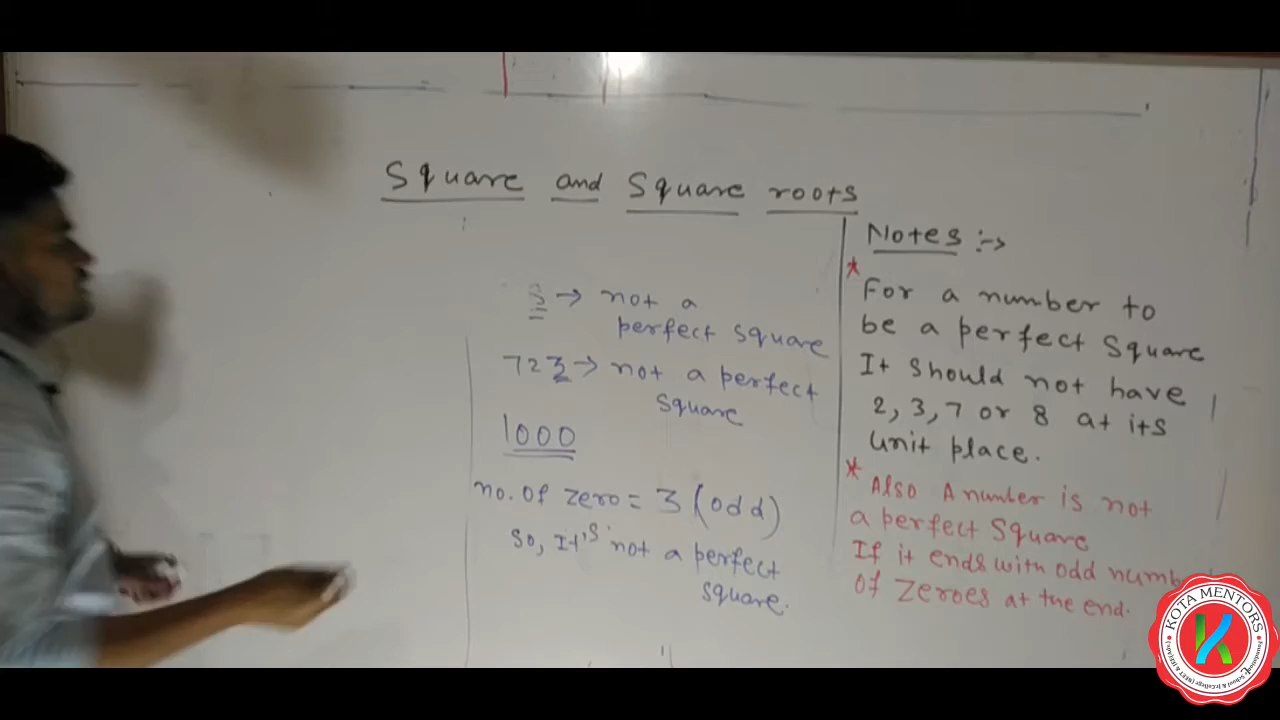 Square and Square roots
→ not a
perfect square
723 → not a perfect
square
1000
no. of zero = 3 (odd)
so, It's not a perfect
square.
Notes :->
* For a number to
be a perfect square
It should not have
2, 3, 7 or 8 at its
unit place.
* Also A number is not
a perfect square
If it ends with odd number
of Zeroes at the end.
KOTA MENTORS